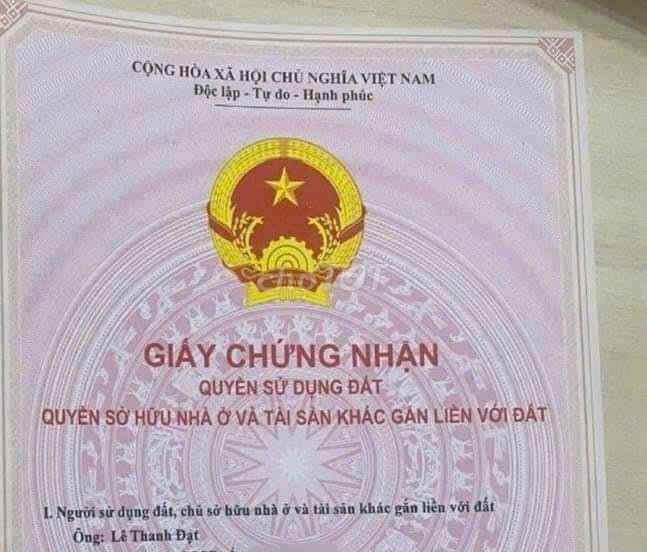 CỘNG HÒA XÃ HỘI CHỦ NGHĨA VIỆT NAM
Độc lập - Tự do - Hạnh phúc
chợTỐT
GIẤY CHỨNG NHẬN
QUYỀN SỬ DỤNG ĐẤT
QUYỀN SỞ HỮU NHÀ Ở VÀ TÀI SẢN KHÁC GẮN LIỀN VỚI ĐẤT
I. Người sử dụng đất, chủ sở hữu nhà ở và tài sản khác gắn liền với đất
Ông: Lê Thanh Đạt